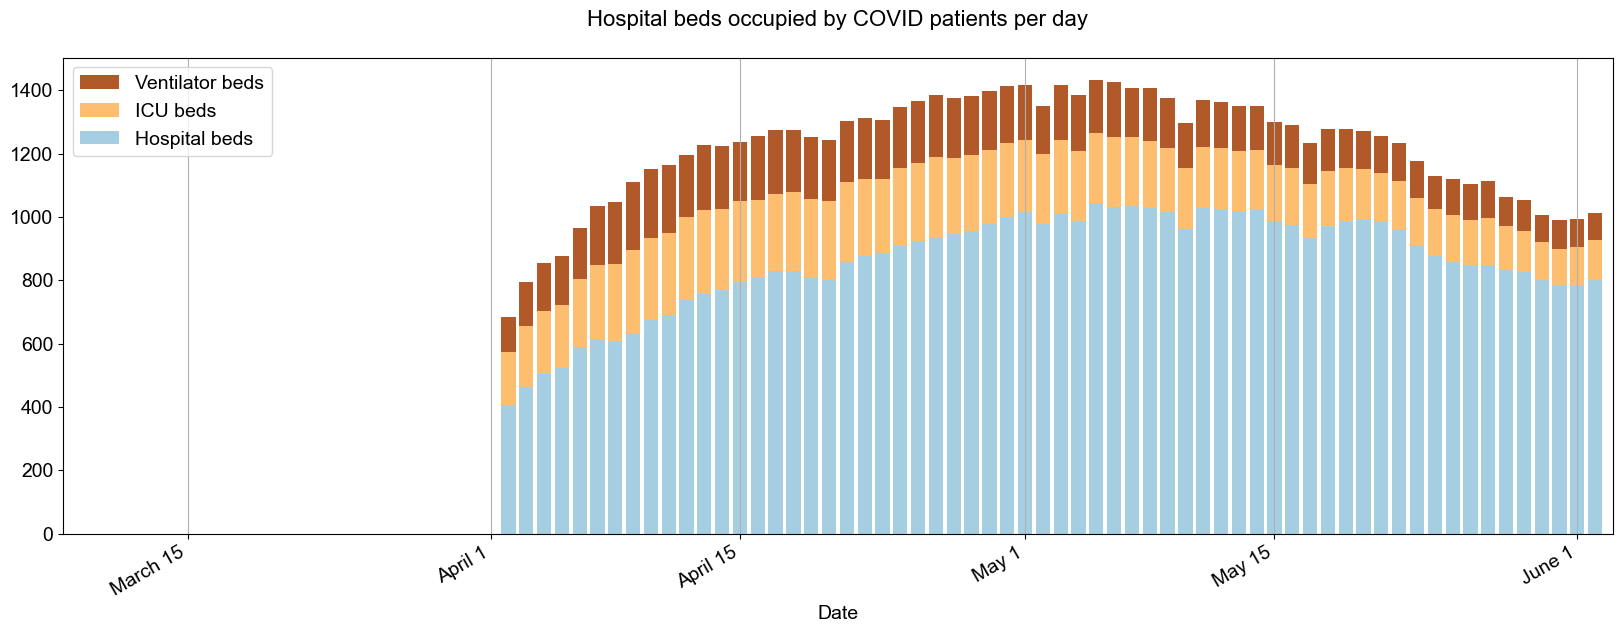 Hospital beds occupied by COVID patients per day
Ventilator beds
ICU beds
Hospital beds
1400
1200
1000
800
600
400
200
0
March 15
April 1
April 15
May 1
May 15
June 1
Date